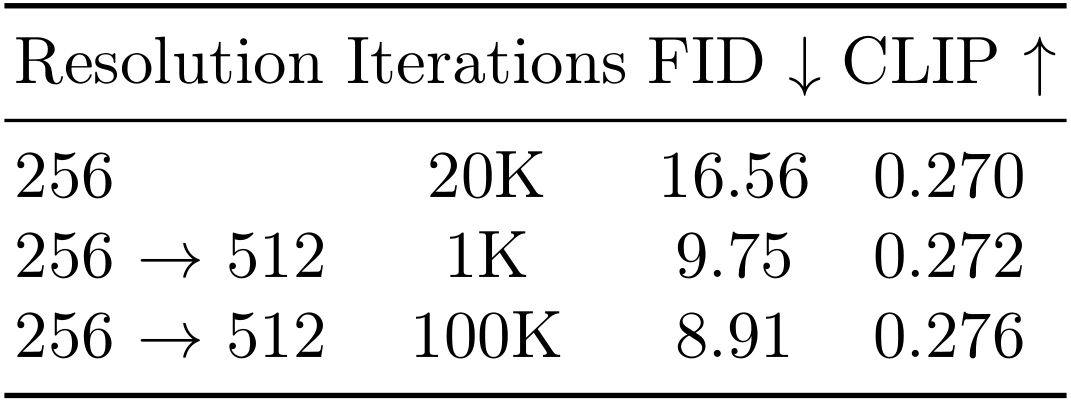 Resolution Iterations FID ↓ CLIP ↑
256 20K 16.56 0.270
256 → 512 1K 9.75 0.272
256 → 512 100K 8.91 0.276